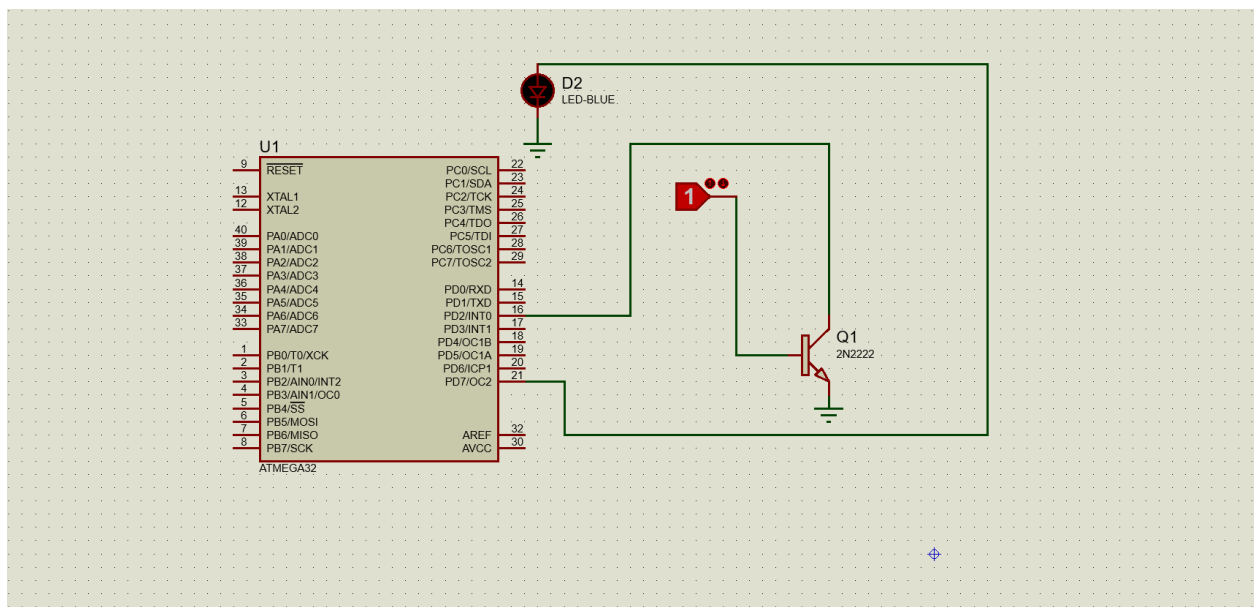 D2
LED-BLUE
U1
9 RESET PC0/SCL 22
PC1/SDA 23
13 XTAL1 PC2/TCK 24
12 XTAL2 PC3/TMS 25
PC4/TDO 26
40 PA0/ADC0 PC5/TDI 27
39 PA1/ADC1 PC6/TOSC1 28
38 PA2/ADC2 PC7/TOSC2 29
37 PA3/ADC3
36 PA4/ADC4 PD0/RXD 14
35 PA5/ADC5 PD1/TXD 15
34 PA6/ADC6 PD2/INT0 16
33 PA7/ADC7 PD3/INT1 17
PD4/OC1B 18
1 PB0/T0/XCK PD5/OC1A 19
2 PB1/T1 PD6/ICP1 20
3 PB2/AIN0/INT2 PD7/OC2 21
4 PB3/AIN1/OC0
5 PB4/SS
6 PB5/MOSI
7 PB6/MISO AREF 32
8 PB7/SCK AVCC 30
ATMEGA32
1
Q1
2N2222